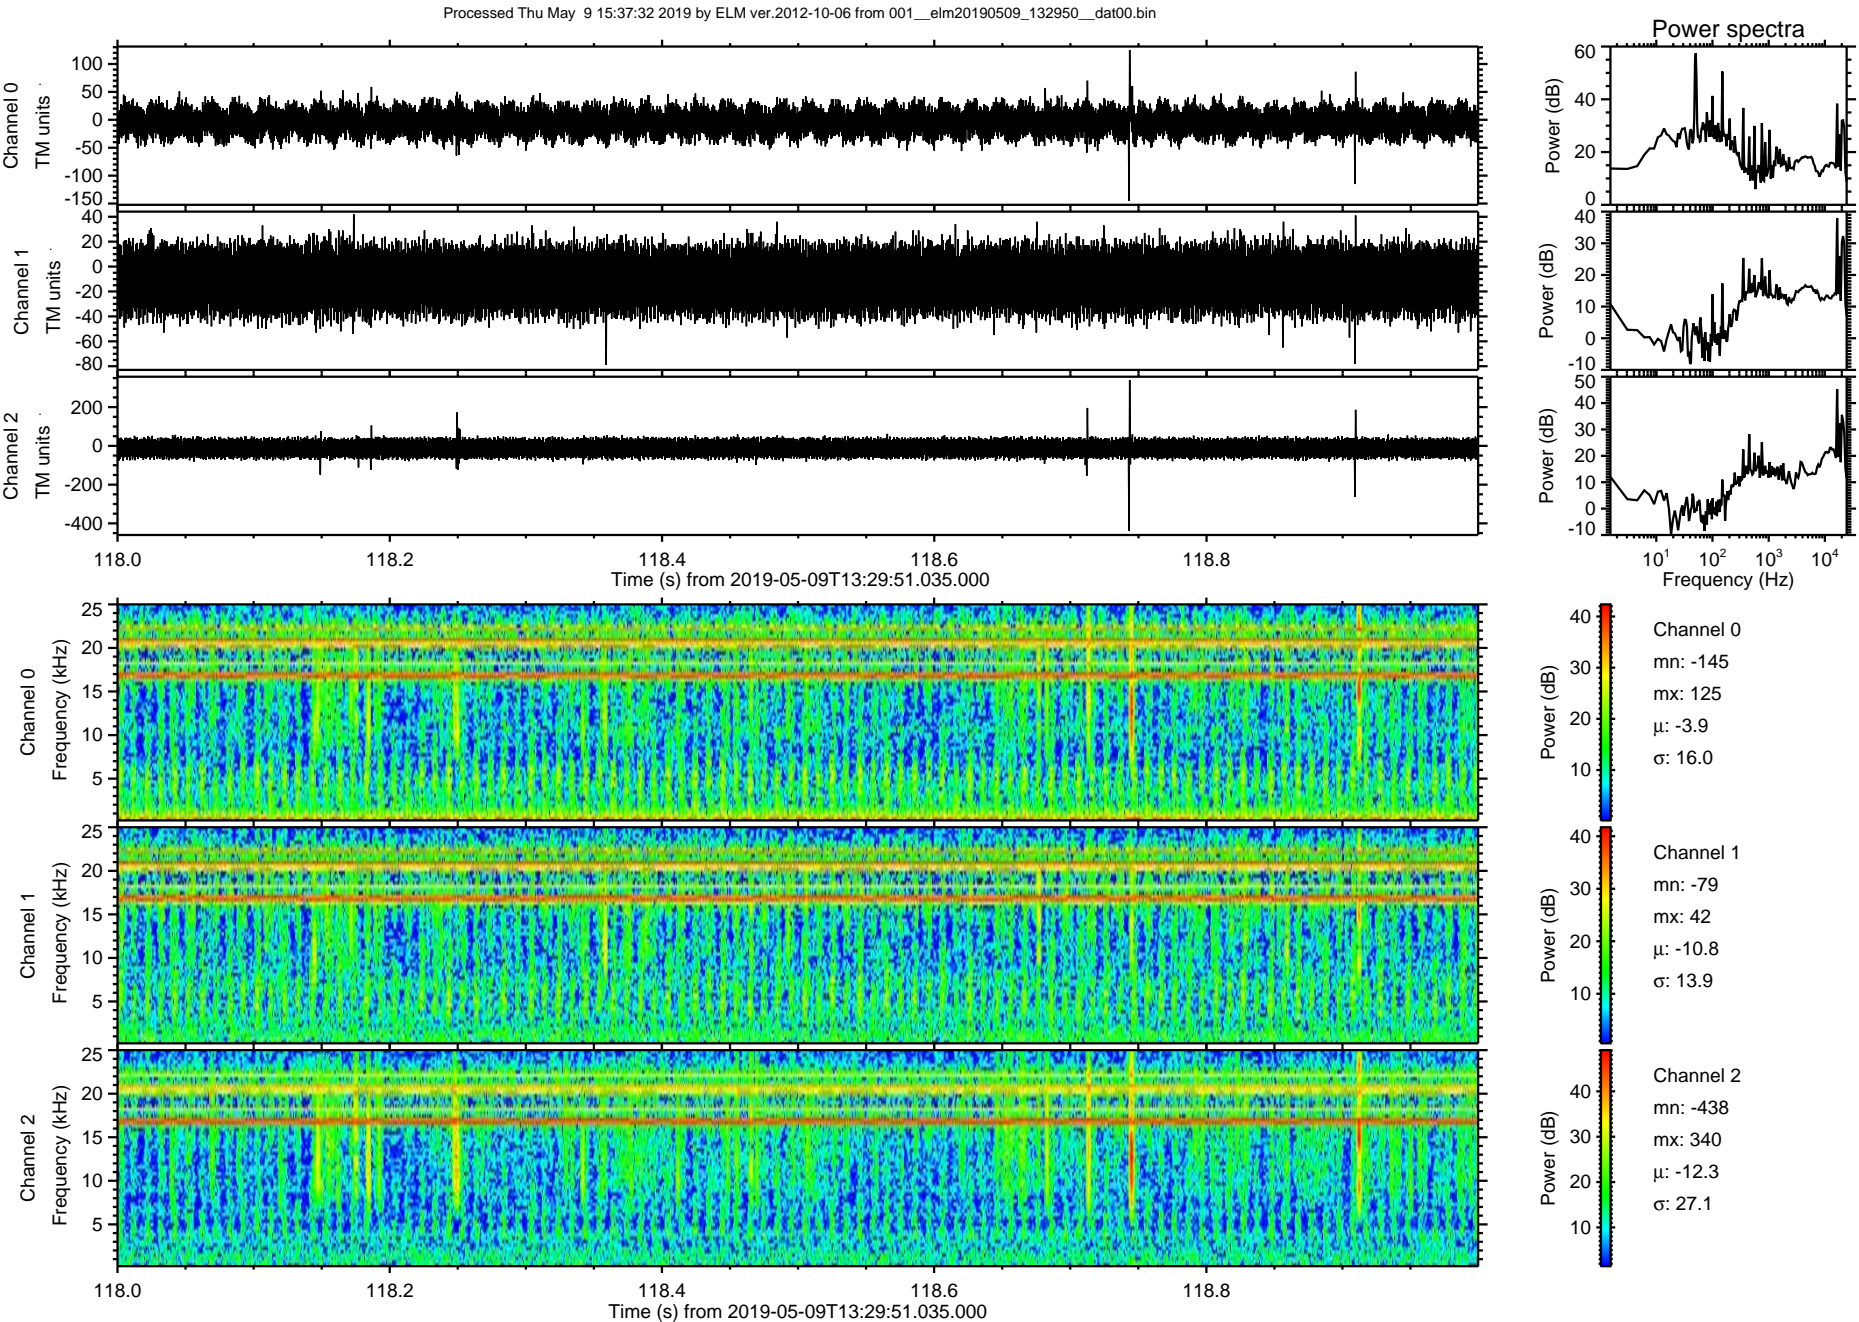 Processed Thu May  9 15:37:32 2019 by ELM ver.2012-10-06 from 001__elm20190509_132950__dat00.bin
Power spectra
Channel 0
TM units
100
50
0
-50
-100
-150
Power (dB)
60
40
20
0
Channel 1
TM units
40
20
0
-20
-40
-60
-80
Power (dB)
40
30
20
10
0
-10
Channel 2
TM units
200
0
-200
-400
Power (dB)
50
40
30
20
10
0
-10
118.0 118.2 118.4 118.6 118.8
Time (s) from 2019-05-09T13:29:51.035.000
10^1 10^2 10^3 10^4
Frequency (Hz)
Channel 0
Frequency (kHz)
25
20
15
10
5
Power (dB)
40
30
20
10
Channel 0
mn: -145
mx: 125
μ: -3.9
σ: 16.0
Channel 1
Frequency (kHz)
25
20
15
10
5
Power (dB)
40
30
20
10
Channel 1
mn: -79
mx: 42
μ: -10.8
σ: 13.9
Channel 2
Frequency (kHz)
25
20
15
10
5
Power (dB)
40
30
20
10
Channel 2
mn: -438
mx: 340
μ: -12.3
σ: 27.1
118.0 118.2 118.4 118.6 118.8
Time (s) from 2019-05-09T13:29:51.035.000